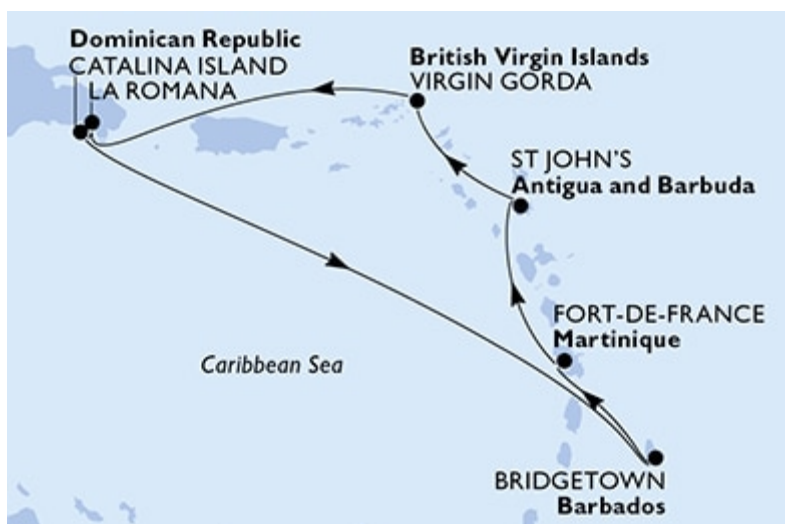 Dominican Republic
CATALINA ISLAND
LA ROMANA
British Virgin Islands
VIRGIN GORDA
ST JOHN'S
Antigua and Barbuda
FORT-DE-FRANCE
Martinique
Caribbean Sea
BRIDGETOWN
Barbados